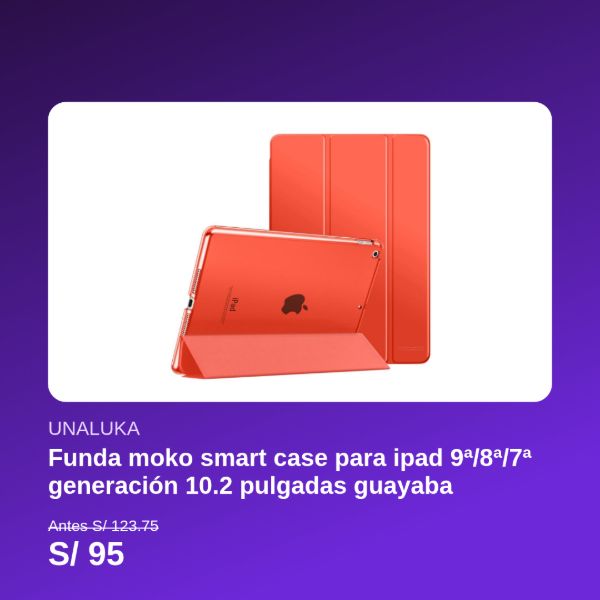 iPad
UNALUKA
Funda moko smart case para ipad 9ª/8ª/7ª
generación 10.2 pulgadas guayaba
Antes S/ 123.75
S/ 95